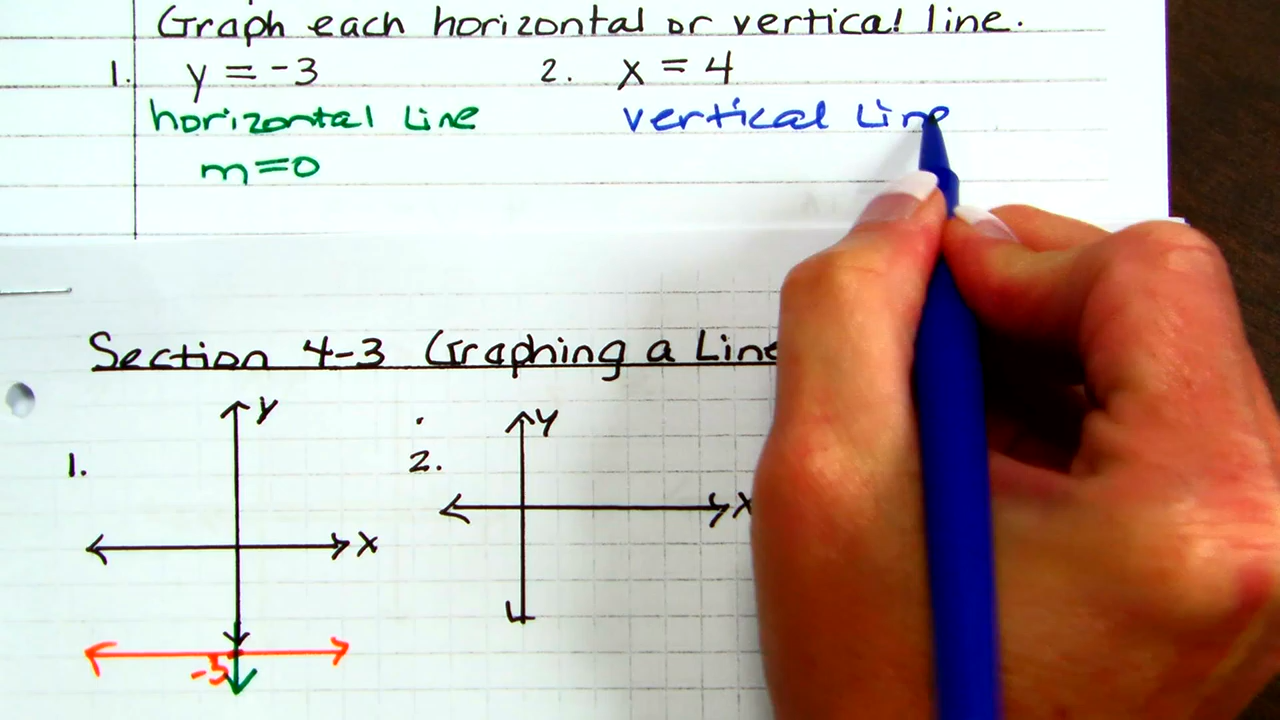 Graph each horizontal or vertical line.
1. y = -3 2. x = 4
horizontal Line vertical Line
m=0
Section 4-3 Graphing a Line
y y
1. 2.
x x
-3